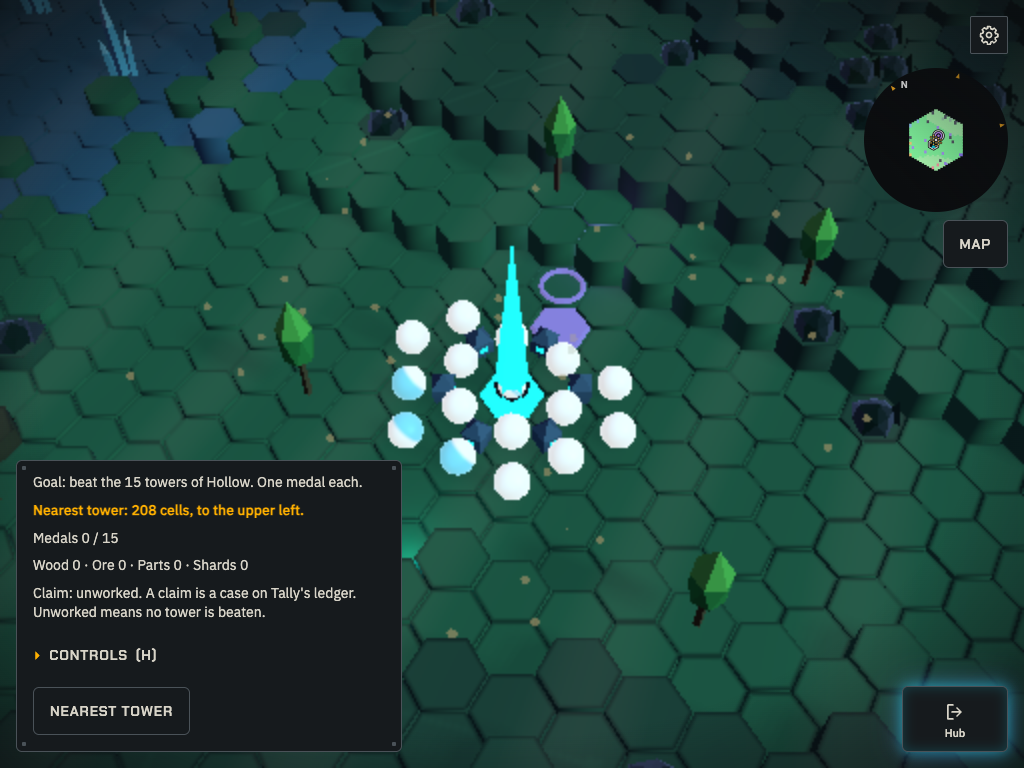 N
MAP
Goal: beat the 15 towers of Hollow. One medal each.
Nearest tower: 208 cells, to the upper left.
Medals 0 / 15
Wood 0 · Ore 0 · Parts 0 · Shards 0
Claim: unworked. A claim is a case on Tally's ledger.
Unworked means no tower is beaten.
CONTROLS (H)
NEAREST TOWER
Hub